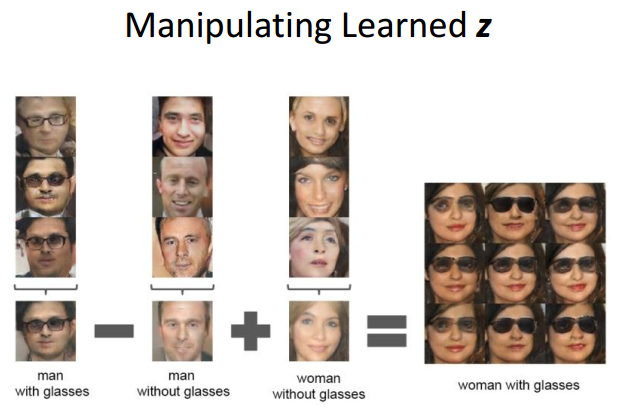 Manipulating Learned z
man
with glasses
man
without glasses
woman
without glasses
woman with glasses